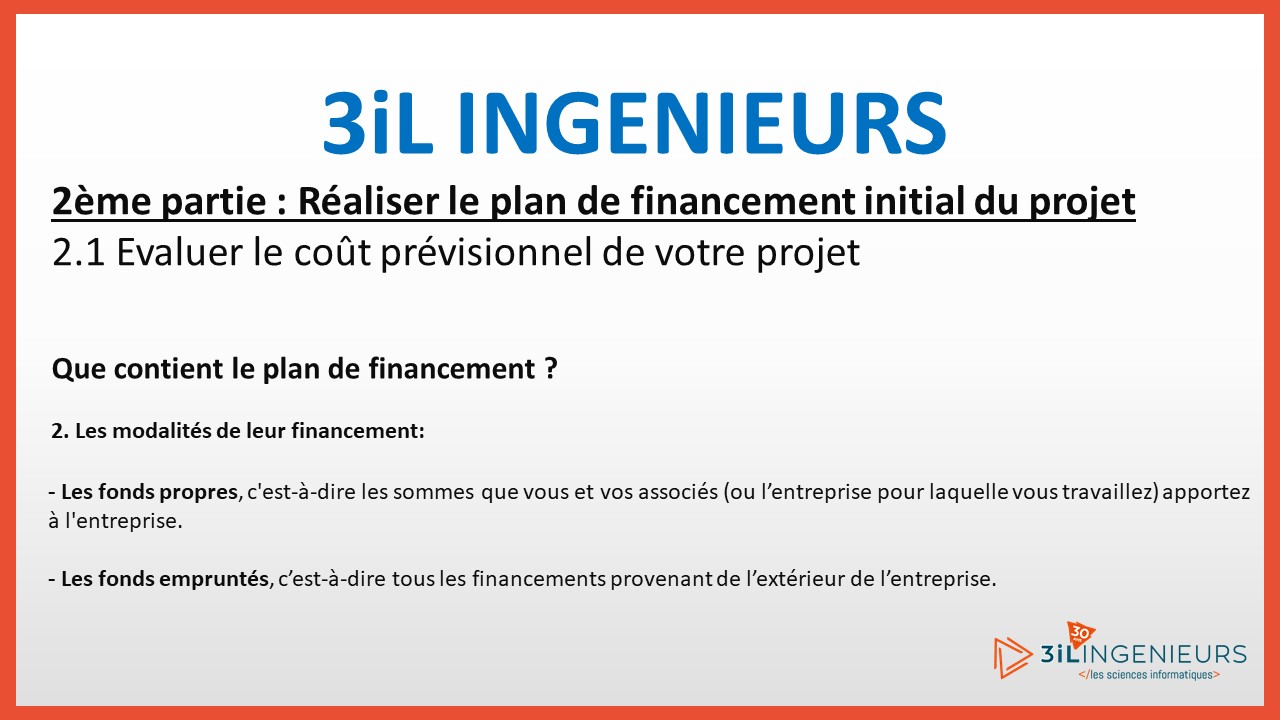 3iL INGENIEURS
2ème partie : Réaliser le plan de financement initial du projet
2.1 Evaluer le coût prévisionnel de votre projet
Que contient le plan de financement ?
2. Les modalités de leur financement:
- Les fonds propres, c'est-à-dire les sommes que vous et vos associés (ou l’entreprise pour laquelle vous travaillez) apportez
à l'entreprise.
- Les fonds empruntés, c’est-à-dire tous les financements provenant de l’extérieur de l’entreprise.
30
3iLINGENIEURS
</les sciences informatiques>